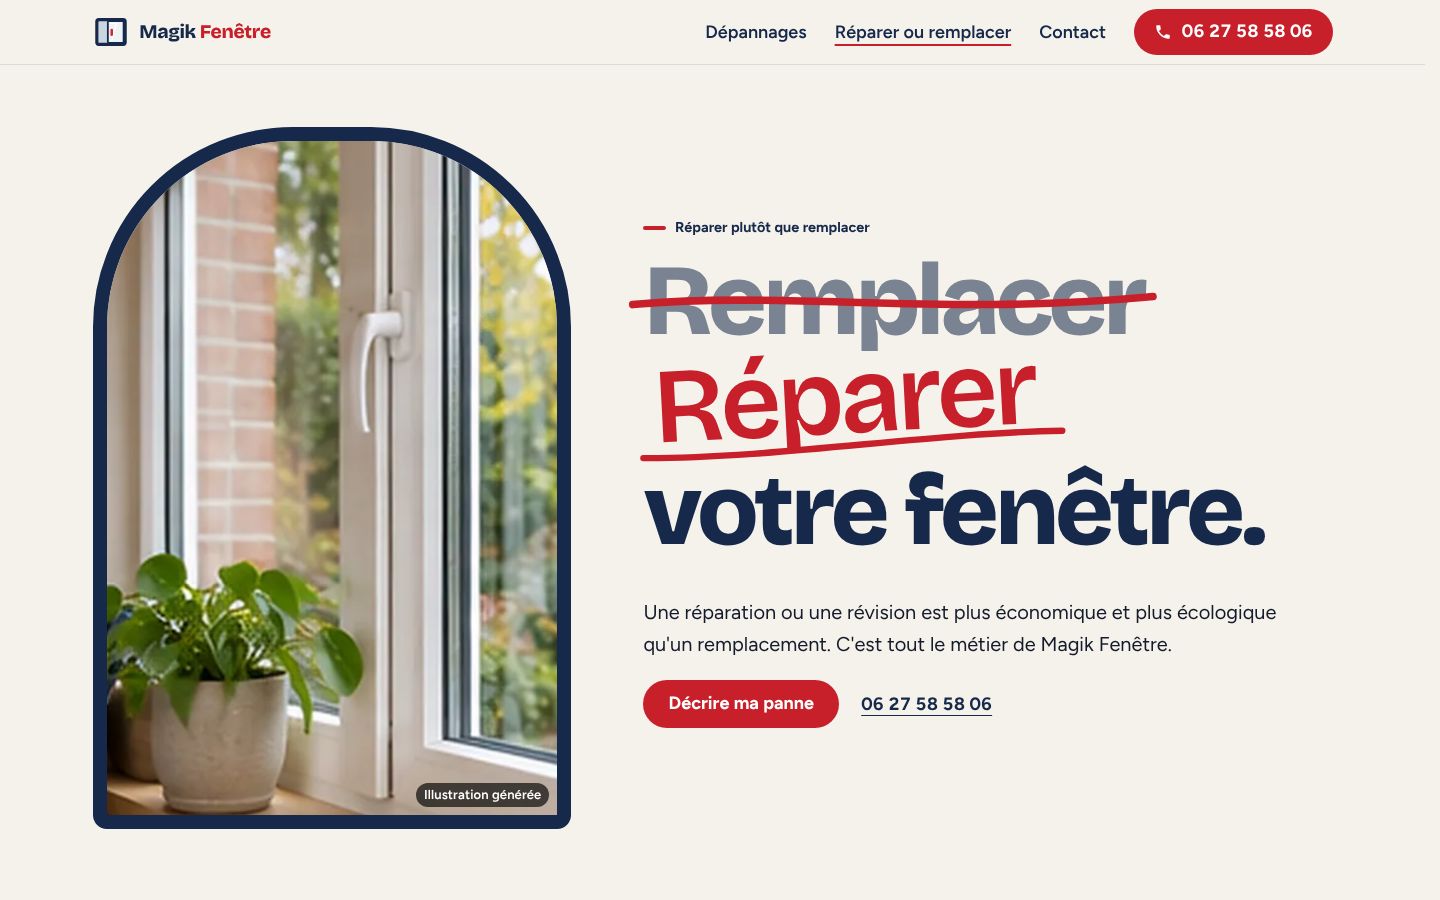 Magik Fenêtre
Dépannages
Réparer ou remplacer
Contact
06 27 58 58 06
Réparer plutôt que remplacer
Remplacer
Réparer
votre fenêtre.
Une réparation ou une révision est plus économique et plus écologique
qu'un remplacement. C'est tout le métier de Magik Fenêtre.
Décrire ma panne
06 27 58 58 06
Illustration générée